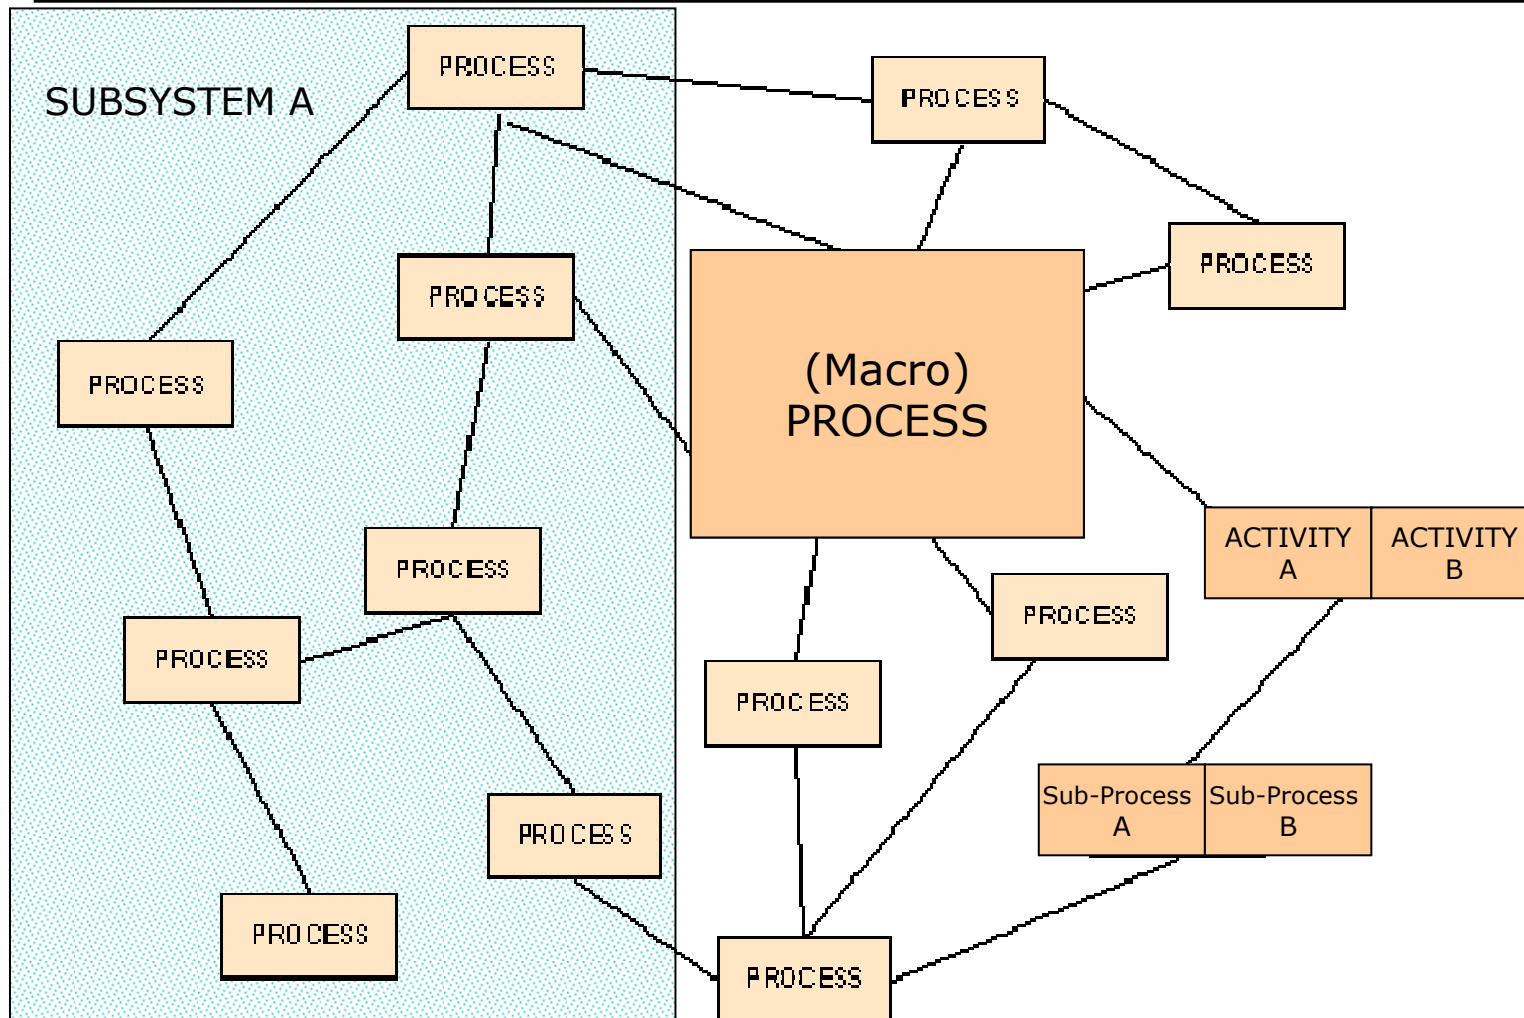 PROCESS
SUBSYSTEM A
PROCESS
PROCESS
PROCESS
PROCESS
(Macro)
PROCESS
ACTIVITY
A
ACTIVITY
B
PROCESS
PROCESS
PROCESS
PROCESS
Sub-Process
A
Sub-Process
B
PROCESS
PROCESS
PROCESS